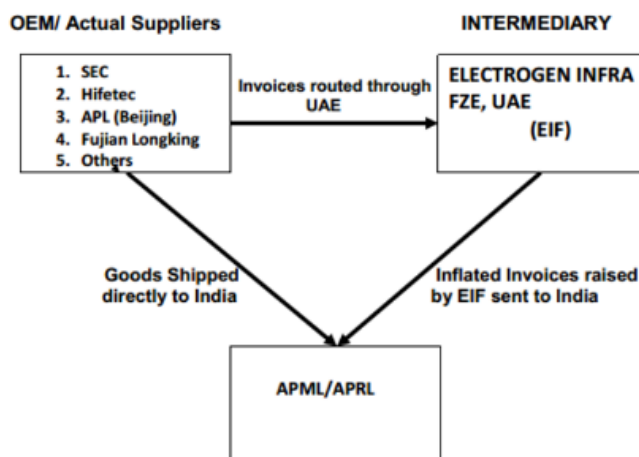 OEM/ Actual Suppliers
1. SEC
2. Hifetec
3. APL (Beijing)
4. Fujian Longking
5. Others
Invoices routed through
UAE
INTERMEDIARY
ELECTROGEN INFRA
FZE, UAE
(EIF)
Goods Shipped
directly to India
Inflated Invoices raised
by EIF sent to India
APML/APRL